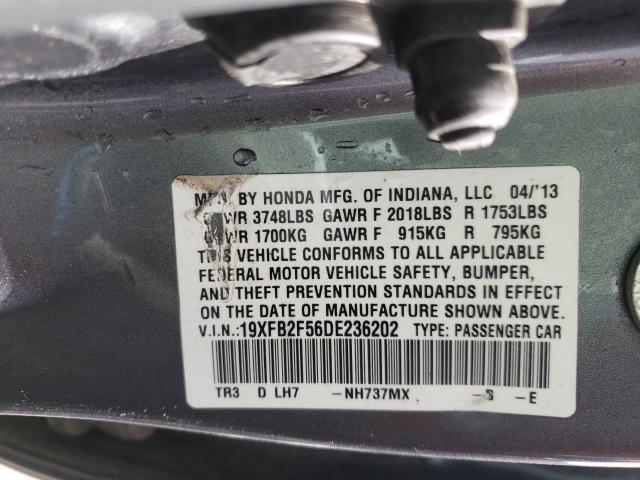 MFG. BY HONDA MFG. OF INDIANA, LLC 04/'13
GVWR 3748LBS GAWR F 2018LBS R 1753LBS
GVWR 1700KG GAWR F 915KG R 795KG
THIS VEHICLE CONFORMS TO ALL APPLICABLE
FEDERAL MOTOR VEHICLE SAFETY, BUMPER,
AND THEFT PREVENTION STANDARDS IN EFFECT
ON THE DATE OF MANUFACTURE SHOWN ABOVE.
V.I.N.:19XFB2F56DE236202 TYPE: PASSENGER CAR
TR3 D LH7 -NH737MX -S -E